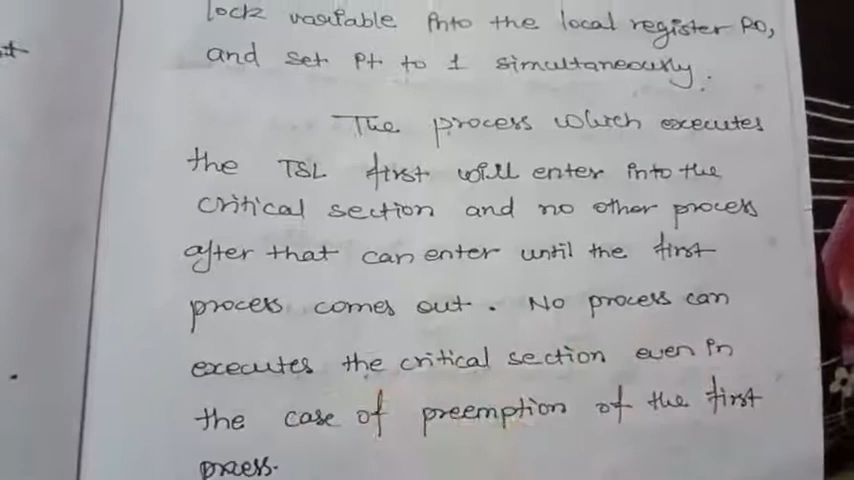 lock variable into the local register R0,
and set it to 1 simultaneously.
The process which executes
the TSL first will enter into the
critical section and no other process
after that can enter until the first
process comes out. No process can
executes the critical section even in
the case of preemption of the first
prcess.